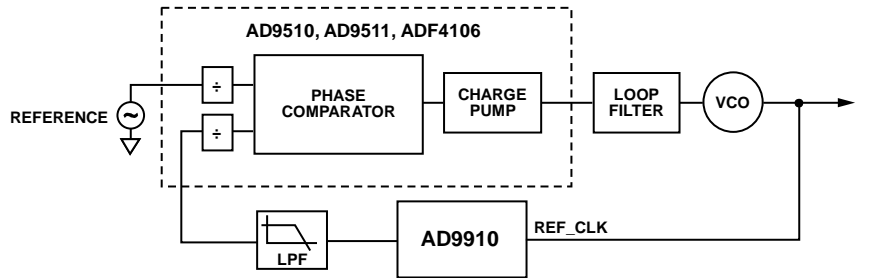 AD9510, AD9511, ADF4106
REFERENCE
~
÷
÷
PHASE
COMPARATOR
CHARGE
PUMP
LOOP
FILTER
VCO
LPF
AD9910
REF_CLK